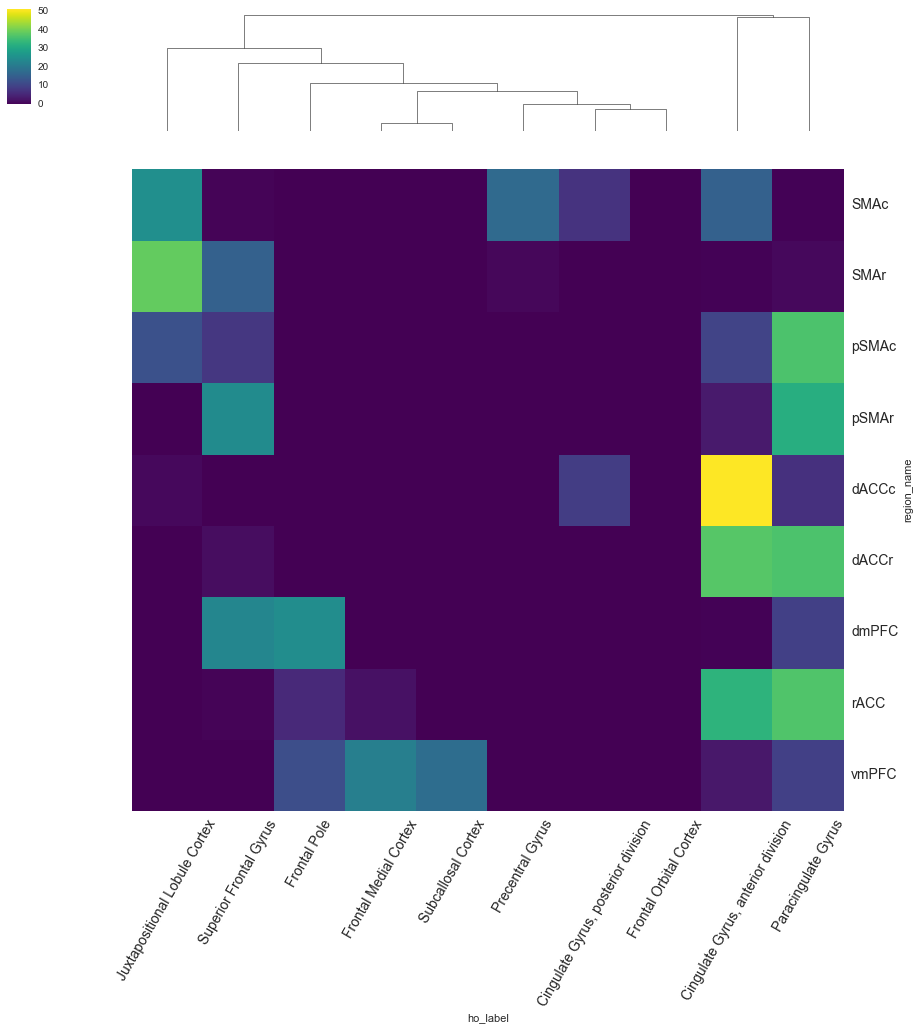 50
40
30
20
10
0
SMAc
SMAr
pSMAc
pSMAr
dACCc
dACCr
dmPFC
rACC
vmPFC
region_name
Juxtapositional Lobule Cortex
Superior Frontal Gyrus
Frontal Pole
Frontal Medial Cortex
Subcallosal Cortex
Precentral Gyrus
Cingulate Gyrus, posterior division
Frontal Orbital Cortex
Cingulate Gyrus, anterior division
Paracingulate Gyrus
ho_label